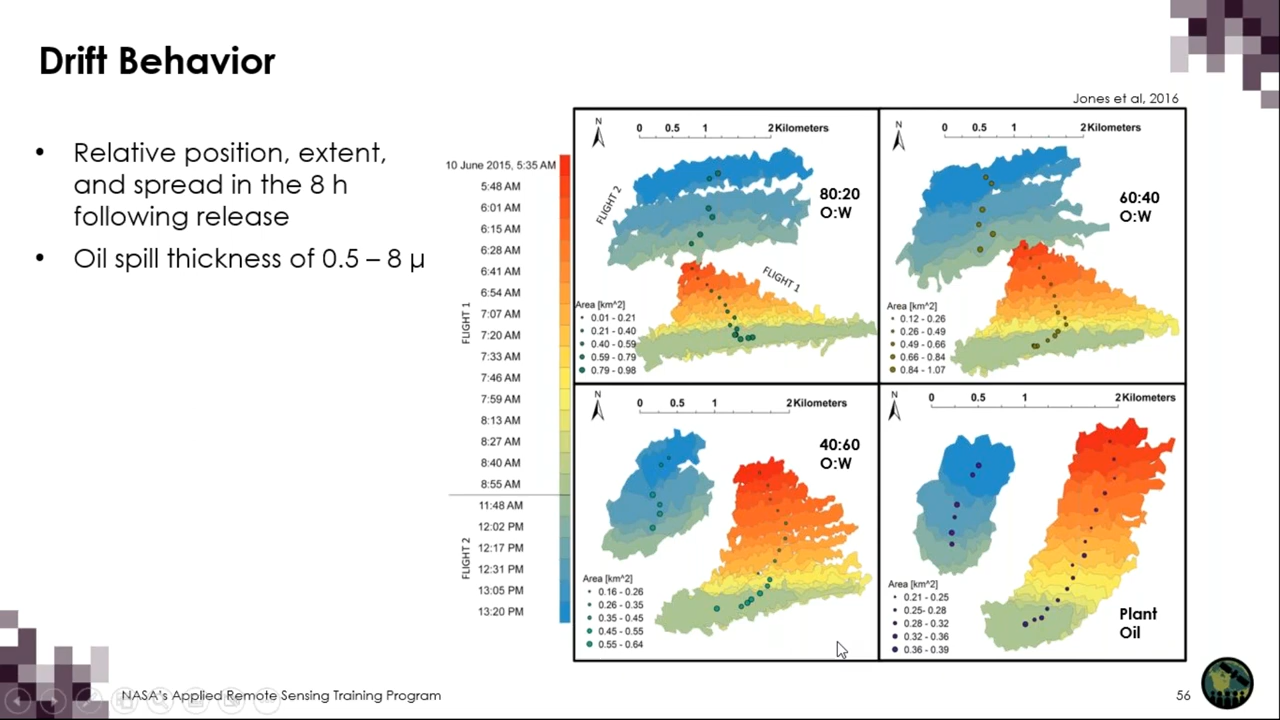 Drift Behavior
Jones et al, 2016
• Relative position, extent,
and spread in the 8 h
following release
• Oil spill thickness of 0.5 – 8 μ
10 June 2015, 5:35 AM
5:48 AM
6:01 AM
6:15 AM
6:28 AM
6:41 AM
6:54 AM
7:07 AM
7:20 AM
7:33 AM
7:46 AM
7:59 AM
8:13 AM
8:27 AM
8:40 AM
8:55 AM
11:48 AM
12:02 PM
12:17 PM
12:31 PM
13:05 PM
13:20 PM
FLIGHT 1
FLIGHT 2
N
0 0.5 1 2 Kilometers
80:20
O:W
FLIGHT 2
FLIGHT 1
Area [km^2]
0.01 - 0.21
0.21 - 0.40
0.40 - 0.59
0.59 - 0.79
0.79 - 0.98
N
0 0.5 1 2 Kilometers
60:40
O:W
Area [km^2]
0.12 - 0.26
0.26 - 0.49
0.49 - 0.66
0.66 - 0.84
0.84 - 1.07
N
0 0.5 1 2 Kilometers
40:60
O:W
Area [km^2]
0.16 - 0.26
0.26 - 0.35
0.35 - 0.45
0.45 - 0.55
0.55 - 0.64
N
0 0.5 1 2 Kilometers
Area [km^2]
0.21 - 0.25
0.25- 0.28
0.28 - 0.32
0.32 - 0.36
0.36 - 0.39
Plant
Oil
NASA's Applied Remote Sensing Training Program
56